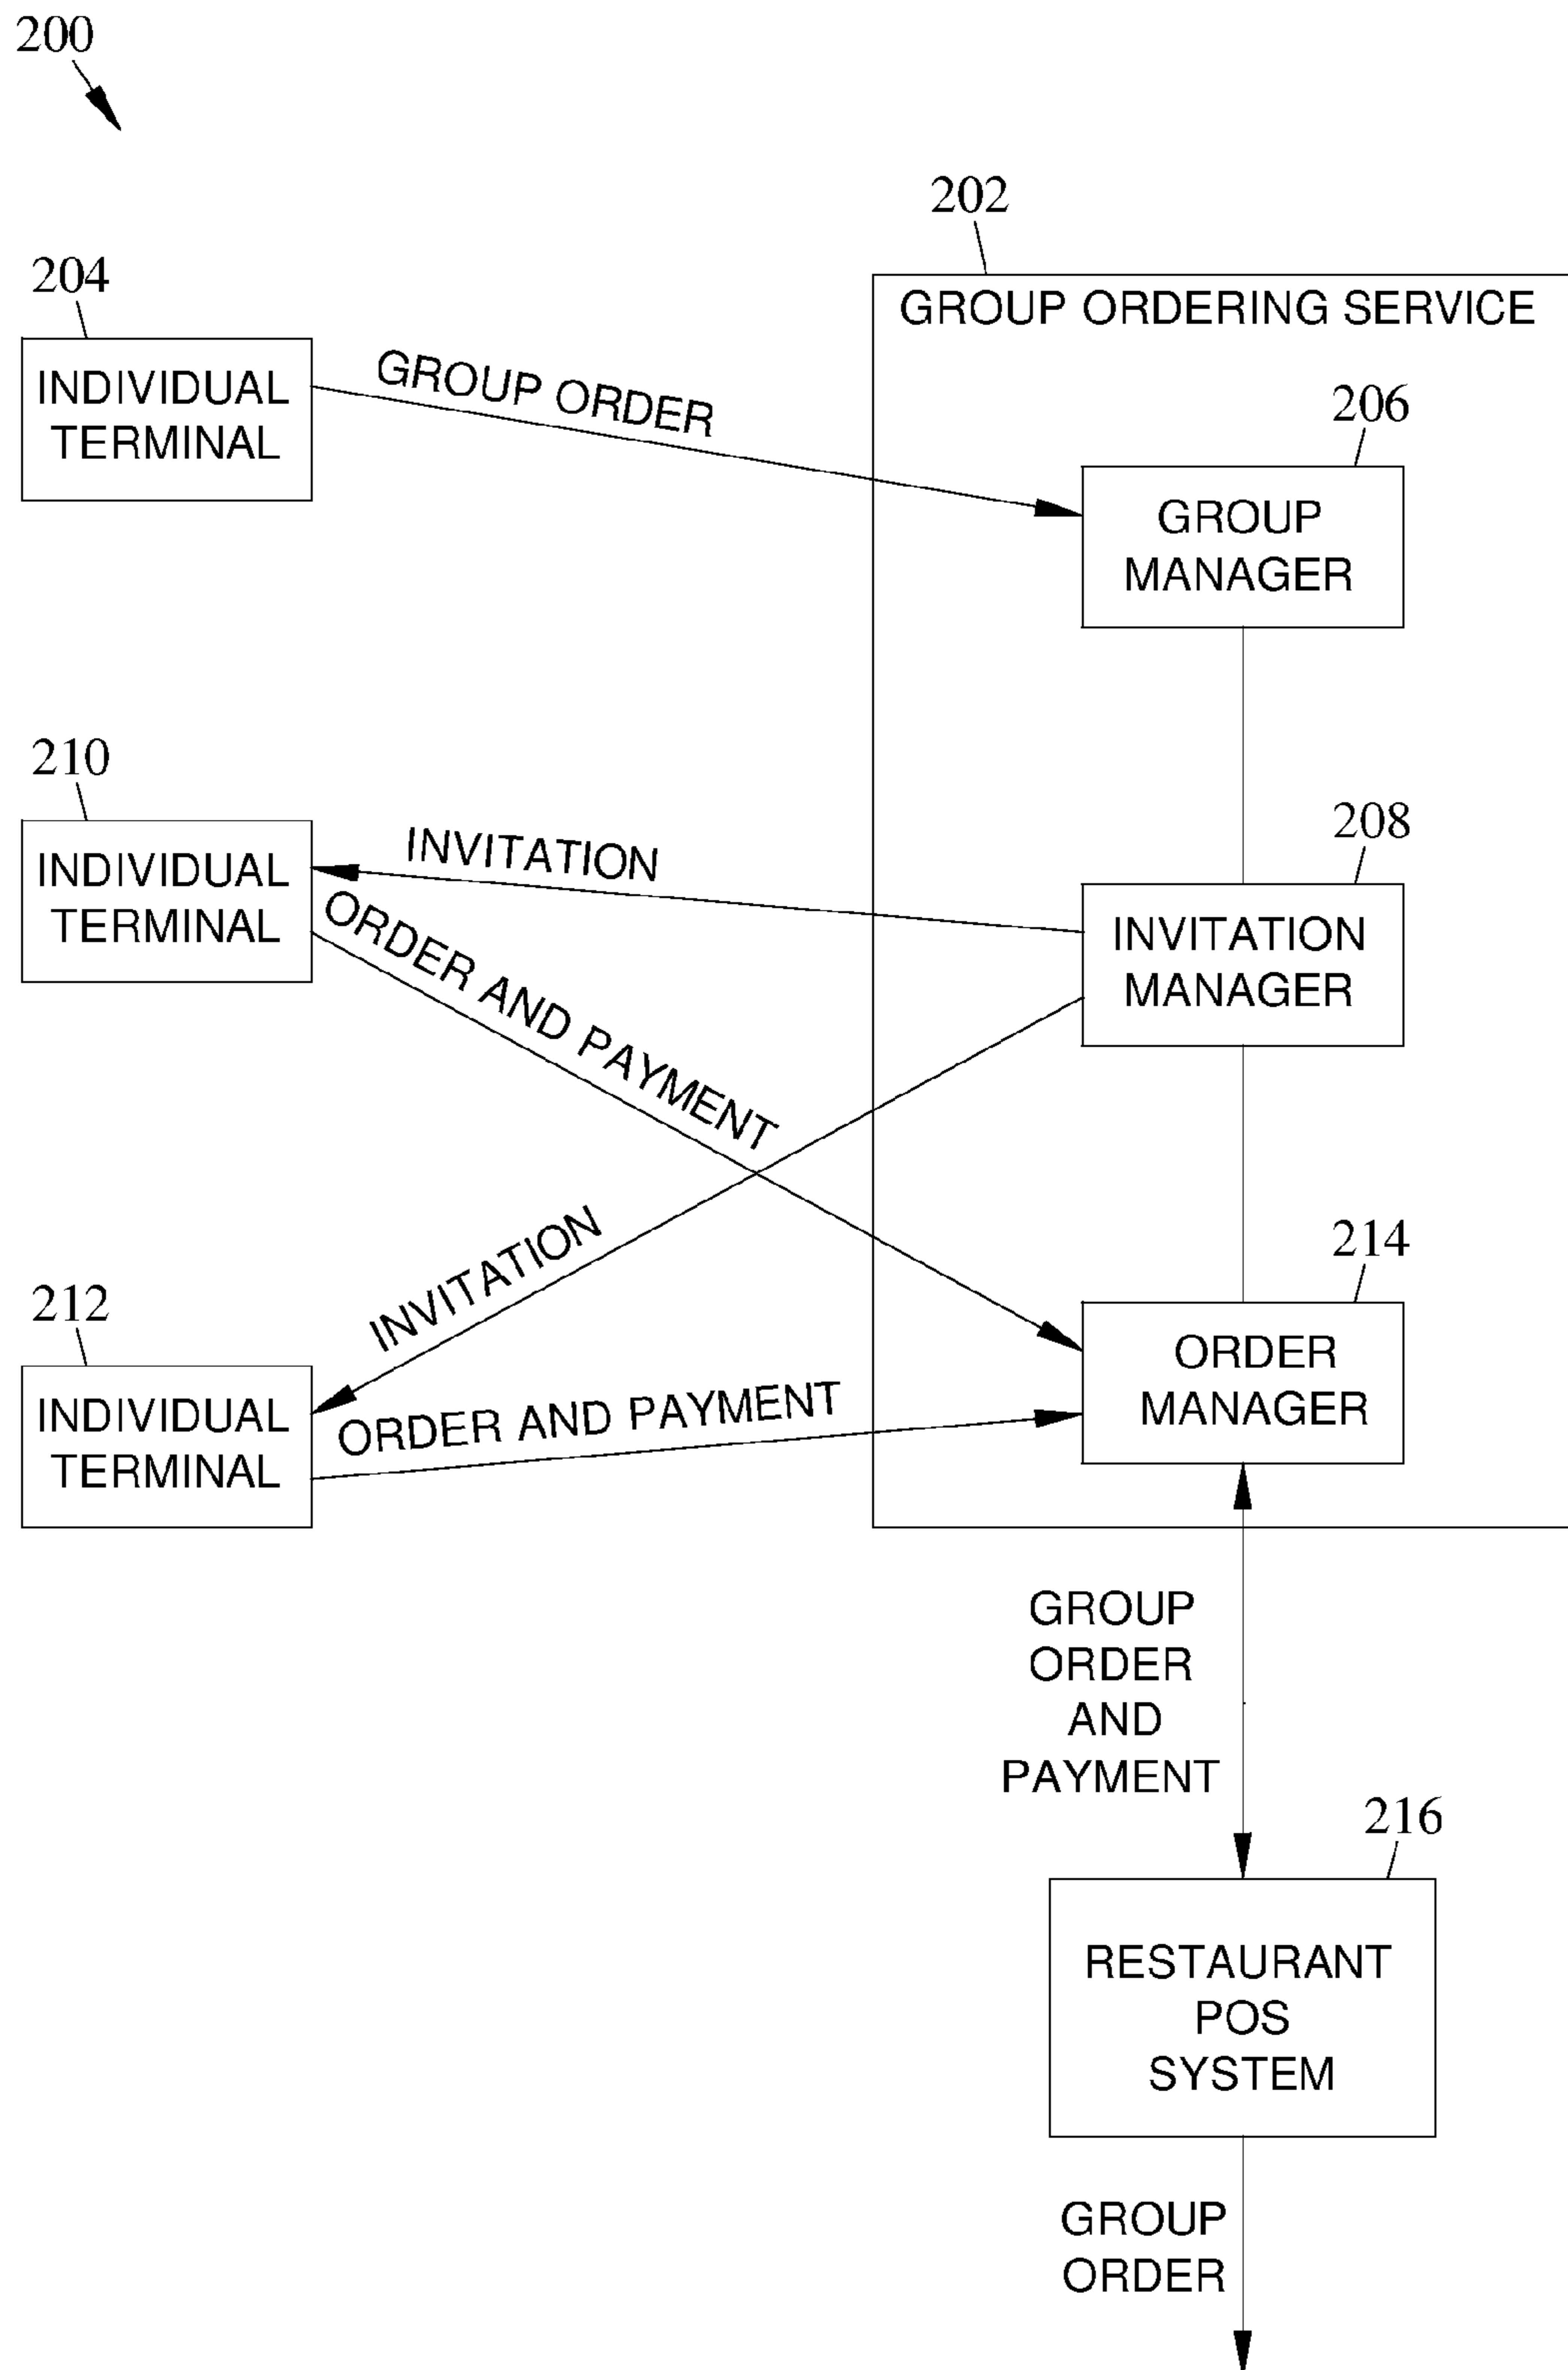 200
202
GROUP ORDERING SERVICE
204
INDIVIDUAL
TERMINAL
GROUP ORDER
206
GROUP
MANAGER
210
INDIVIDUAL
TERMINAL
INVITATION
ORDER AND PAYMENT
208
INVITATION
MANAGER
212
INDIVIDUAL
TERMINAL
INVITATION
ORDER AND PAYMENT
214
ORDER
MANAGER
GROUP
ORDER
AND
PAYMENT
216
RESTAURANT
POS
SYSTEM
GROUP
ORDER